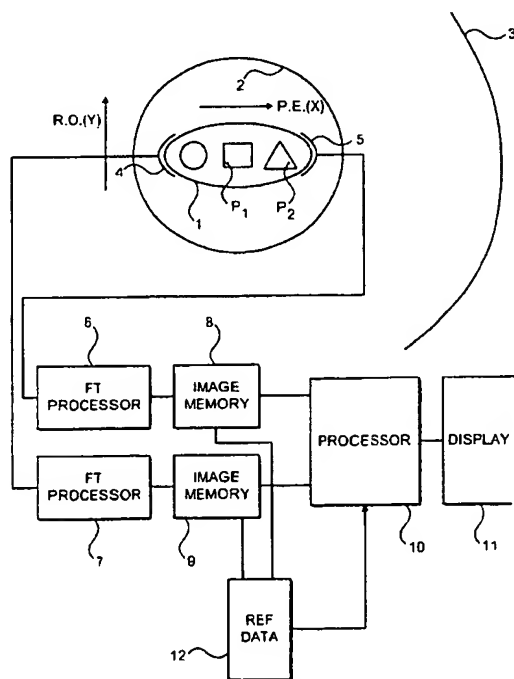 3
2
R.O.(Y)
P.E.(X)
5
4
1
P1
P2
6
8
FT PROCESSOR
IMAGE MEMORY
PROCESSOR
DISPLAY
FT PROCESSOR
IMAGE MEMORY
7
9
10
11
REF DATA
12